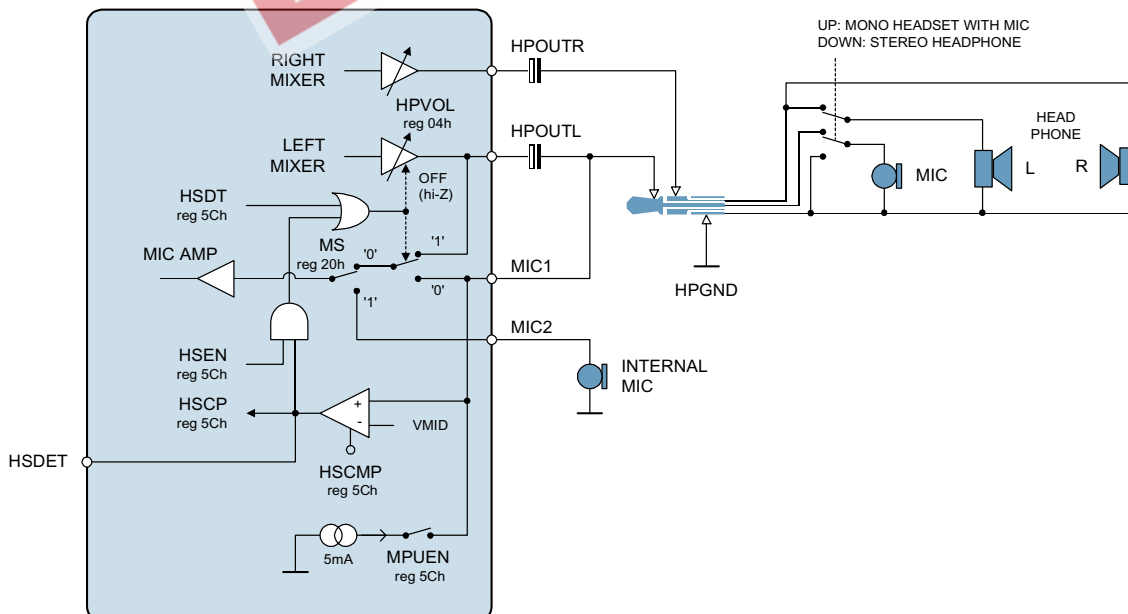 UP: MONO HEADSET WITH MIC
DOWN: STEREO HEADPHONE
HPOUTR
RIGHT
MIXER
HPVOL
reg 04h
HPOUTL
HEAD
PHONE
LEFT
MIXER
OFF
(hi-Z)
MIC
L
R
HSDT
reg 5Ch
MS
reg 20h
'0'
'1'
MIC AMP
MIC1
'0'
'1'
HPGND
MIC2
HSEN
reg 5Ch
INTERNAL
MIC
HSCP
reg 5Ch
+
-
VMID
HSDET
HSCMP
reg 5Ch
5mA
MPUEN
reg 5Ch